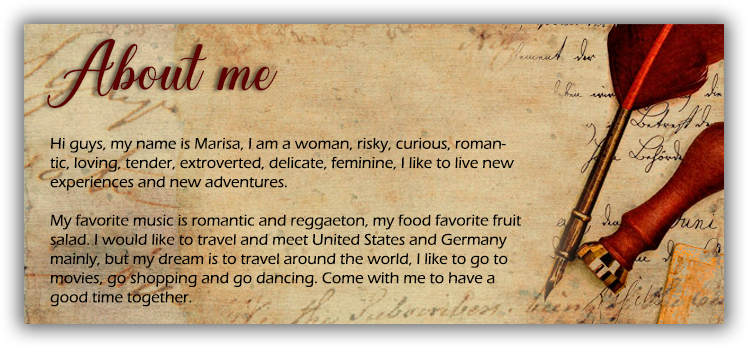 About me
Hi guys, my name is Marisa, I am a woman, risky, curious, roman-
tic, loving, tender, extroverted, delicate, feminine, I like to live new
experiences and new adventures.
My favorite music is romantic and reggaeton, my food favorite fruit
salad. I would like to travel and meet United States and Germany
mainly, but my dream is to travel around the world, I like to go to
movies, go shopping and go dancing. Come with me to have a
good time together.